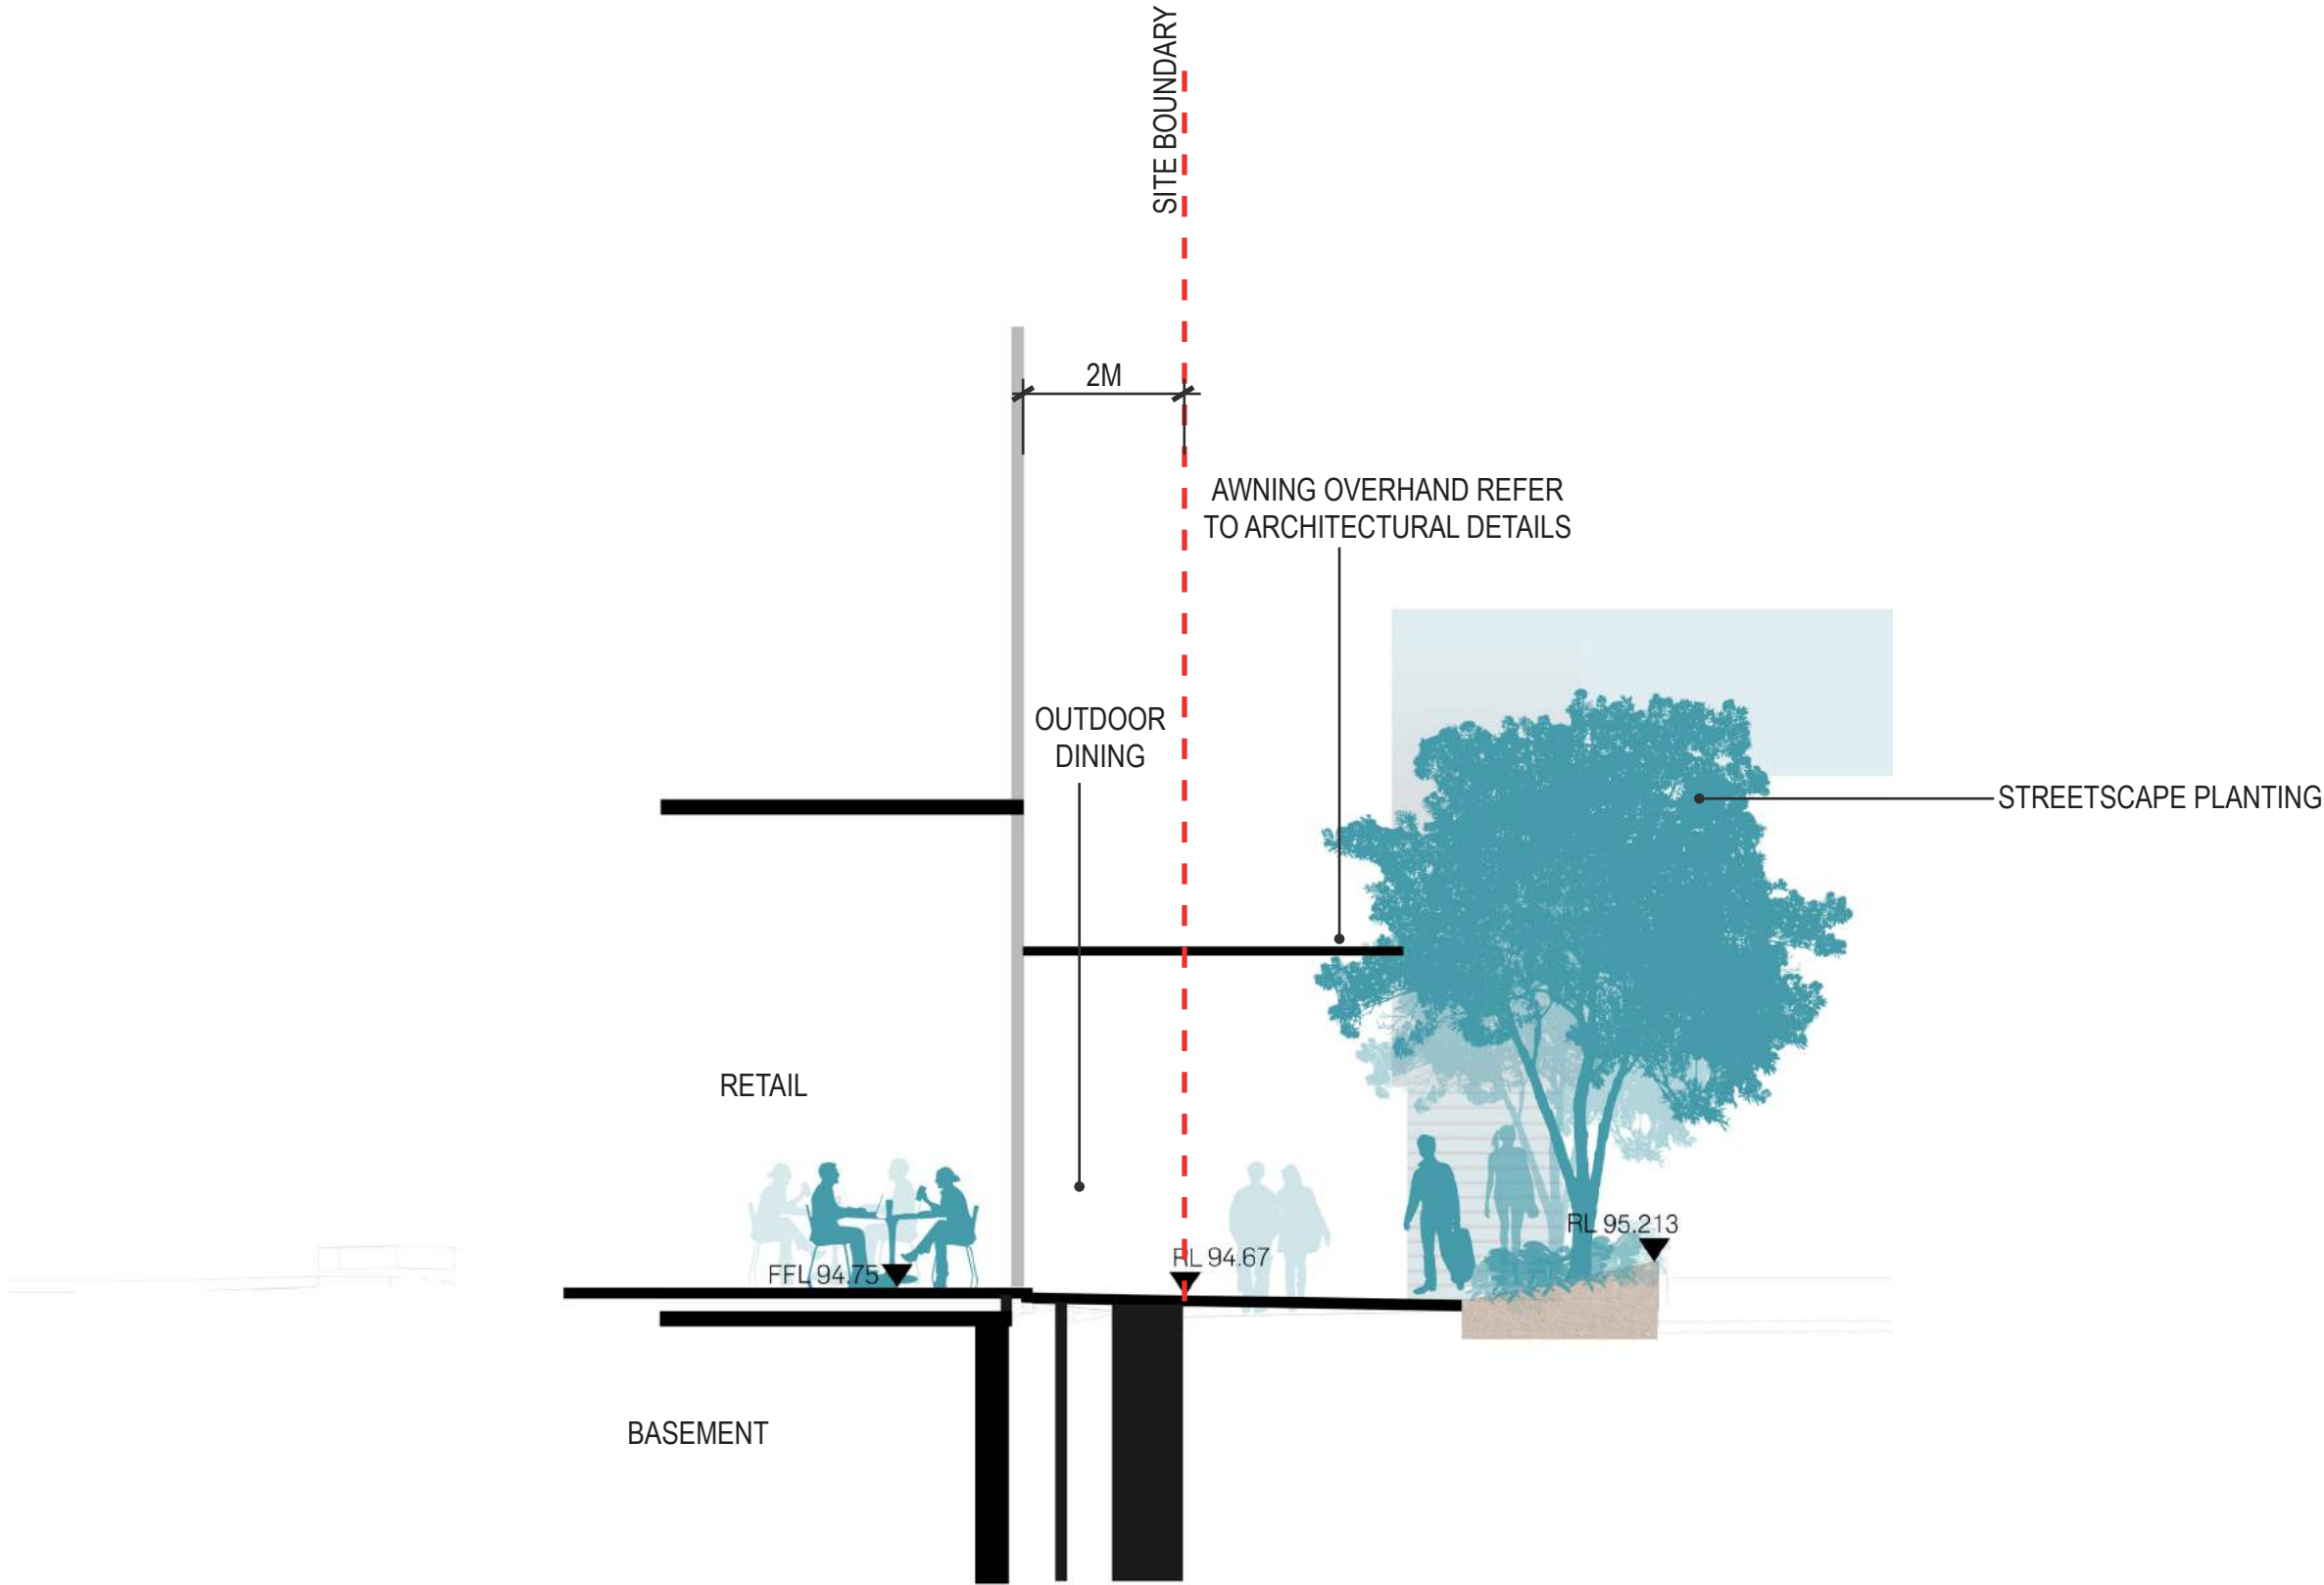 SITE BOUNDARY
2M
AWNING OVERHAND REFER
TO ARCHITECTURAL DETAILS
OUTDOOR
DINING
STREETSCAPE PLANTING
RETAIL
RL 95.213
RL 94.67
FFL 94.75
BASEMENT